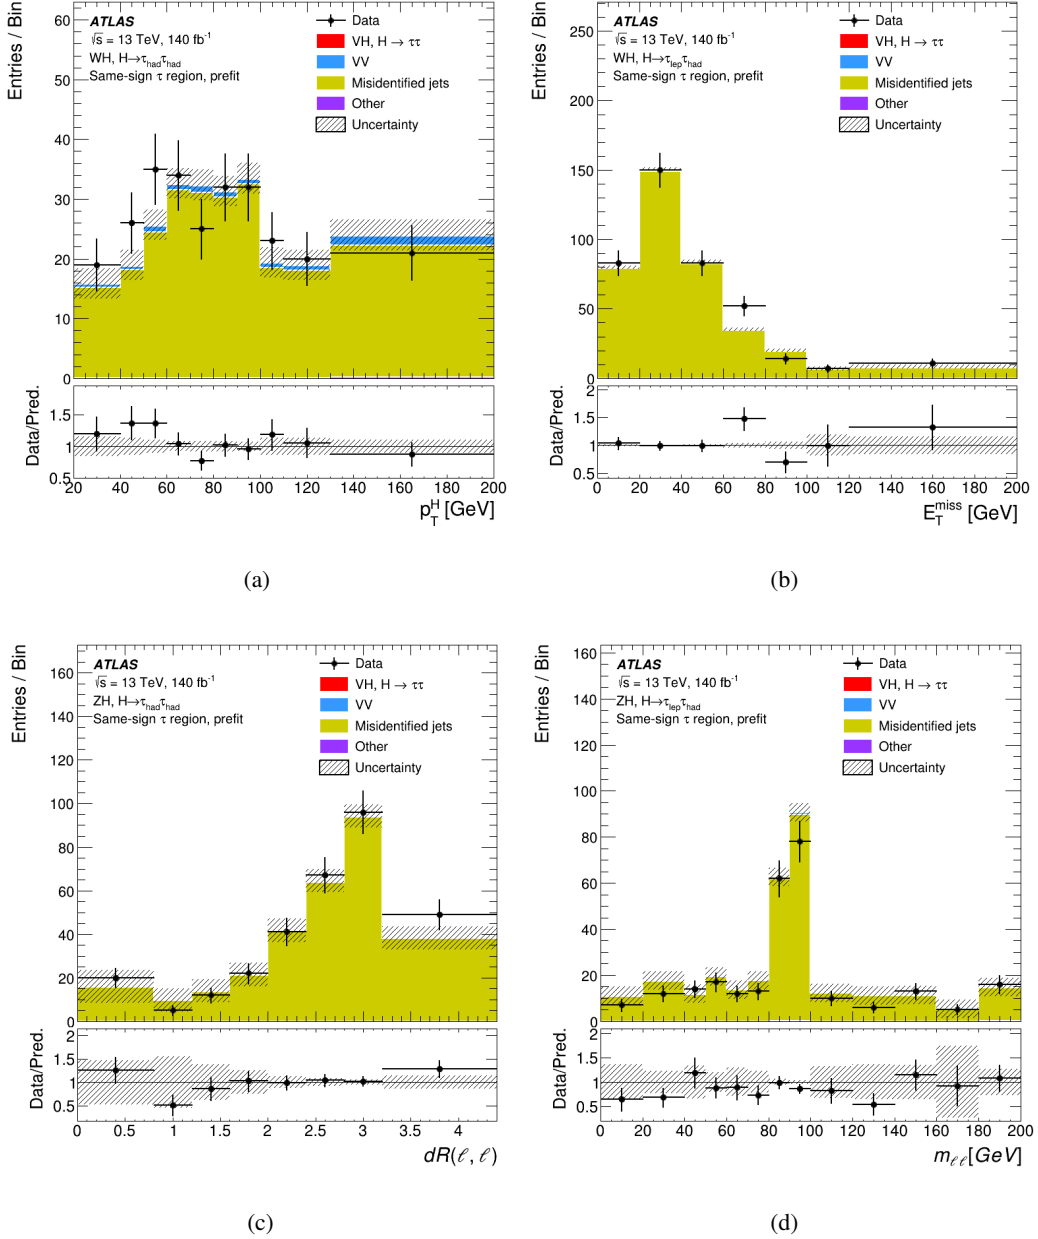 Entries / Bin
60
50
40
30
20
10
0
ATLAS
√s = 13 TeV, 140 fb⁻¹
WH, H→τ_had τ_had
Same-sign τ region, prefit
Data
VH, H → ττ
VV
Misidentified jets
Other
Uncertainty
Data/Pred.
1.5
1
0.5
20 40 60 80 100 120 140 160 180 200
p_T^H [GeV]
(a)
Entries / Bin
250
200
150
100
50
0
ATLAS
√s = 13 TeV, 140 fb⁻¹
WH, H→τ_lep τ_had
Same-sign τ region, prefit
Data
VH, H → ττ
VV
Misidentified jets
Other
Uncertainty
Data/Pred.
2
1.5
1
0.5
0 20 40 60 80 100 120 140 160 180 200
E_T^miss [GeV]
(b)
Entries / Bin
160
140
120
100
80
60
40
20
0
ATLAS
√s = 13 TeV, 140 fb⁻¹
ZH, H→τ_had τ_had
Same-sign τ region, prefit
Data
VH, H → ττ
VV
Misidentified jets
Other
Uncertainty
Data/Pred.
2
1.5
1
0.5
0 0.5 1 1.5 2 2.5 3 3.5 4
dR(ℓ, ℓ)
(c)
Entries / Bin
160
140
120
100
80
60
40
20
0
ATLAS
√s = 13 TeV, 140 fb⁻¹
ZH, H→τ_lep τ_had
Same-sign τ region, prefit
Data
VH, H → ττ
VV
Misidentified jets
Other
Uncertainty
Data/Pred.
2
1.5
1
0.5
0 20 40 60 80 100 120 140 160 180 200
m_ℓℓ [GeV]
(d)